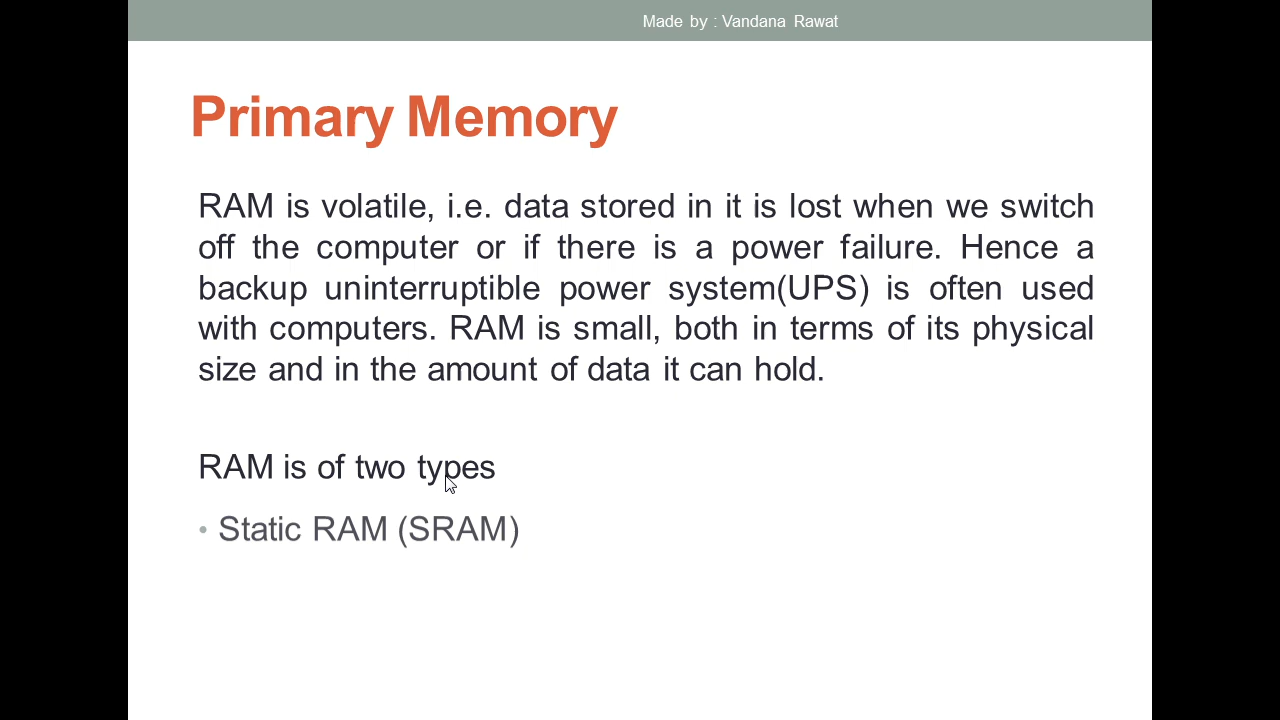 Made by : Vandana Rawat
Primary Memory
RAM is volatile, i.e. data stored in it is lost when we switch
off the computer or if there is a power failure. Hence a
backup uninterruptible power system(UPS) is often used
with computers. RAM is small, both in terms of its physical
size and in the amount of data it can hold.
RAM is of two types
• Static RAM (SRAM)